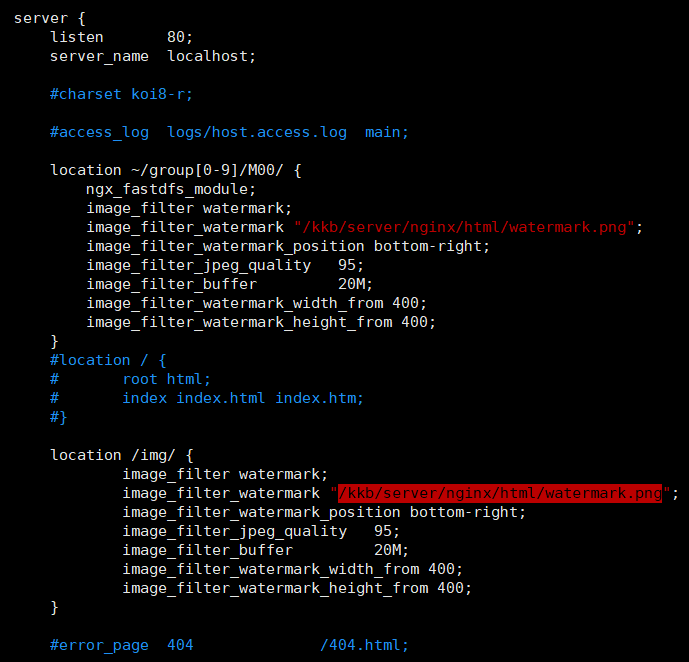 server {
    listen       80;
    server_name  localhost;

    #charset koi8-r;

    #access_log  logs/host.access.log  main;

    location ~/group[0-9]/M00/ {
        ngx_fastdfs_module;
        image_filter watermark;
        image_filter_watermark "/kkb/server/nginx/html/watermark.png";
        image_filter_watermark_position bottom-right;
        image_filter_jpeg_quality   95;
        image_filter_buffer         20M;
        image_filter_watermark_width_from 400;
        image_filter_watermark_height_from 400;
    }
    #location / {
    #       root html;
    #       index index.html index.htm;
    #}

    location /img/ {
            image_filter watermark;
            image_filter_watermark "/kkb/server/nginx/html/watermark.png";
            image_filter_watermark_position bottom-right;
            image_filter_jpeg_quality   95;
            image_filter_buffer         20M;
            image_filter_watermark_width_from 400;
            image_filter_watermark_height_from 400;
    }

    #error_page  404              /404.html;